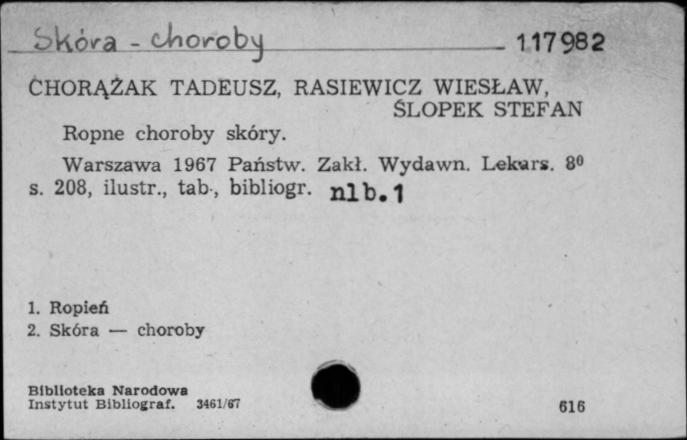 Skóra - choroby 117982
CHORĄŻAK TADEUSZ, RASIEWICZ WIESŁAW,
ŚLOPEK STEFAN
Ropne choroby skóry.
Warszawa 1967 Państw. Zakł. Wydawn. Lekars. 8⁰
s. 208, ilustr., tab., bibliogr. nlb.1
1. Ropień
2. Skóra — choroby
Biblioteka Narodowa
Instytut Bibliograf. 3461/67 616